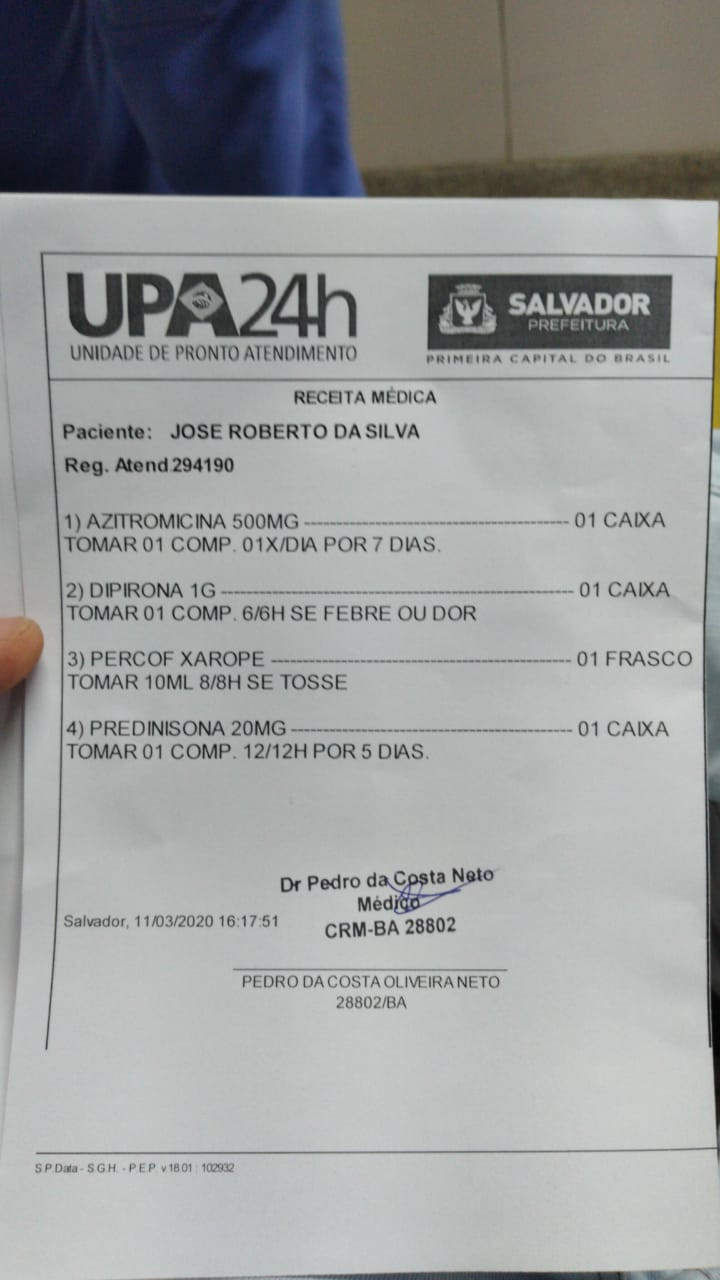 UPA24h
UNIDADE DE PRONTO ATENDIMENTO
SALVADOR
PREFEITURA
PRIMEIRA CAPITAL DO BRASIL
RECEITA MÉDICA
Paciente: JOSE ROBERTO DA SILVA
Reg. Atend 294190
1) AZITROMICINA 500MG ---------------------------------------- 01 CAIXA
TOMAR 01 COMP. 01X/DIA POR 7 DIAS.
2) DIPIRONA 1G ------------------------------------------------------ 01 CAIXA
TOMAR 01 COMP. 6/6H SE FEBRE OU DOR
3) PERCOF XAROPE ---------------------------------------------- 01 FRASCO
TOMAR 10ML 8/8H SE TOSSE
4) PREDINISONA 20MG ------------------------------------------- 01 CAIXA
TOMAR 01 COMP. 12/12H POR 5 DIAS.
Dr Pedro da Costa Neto
Médico
CRM-BA 28802
Salvador, 11/03/2020 16:17:51
PEDRO DA COSTA OLIVEIRA NETO
28802/BA
S.P.Data - S.G.H. - P.E.P. v.18.01 : 102932